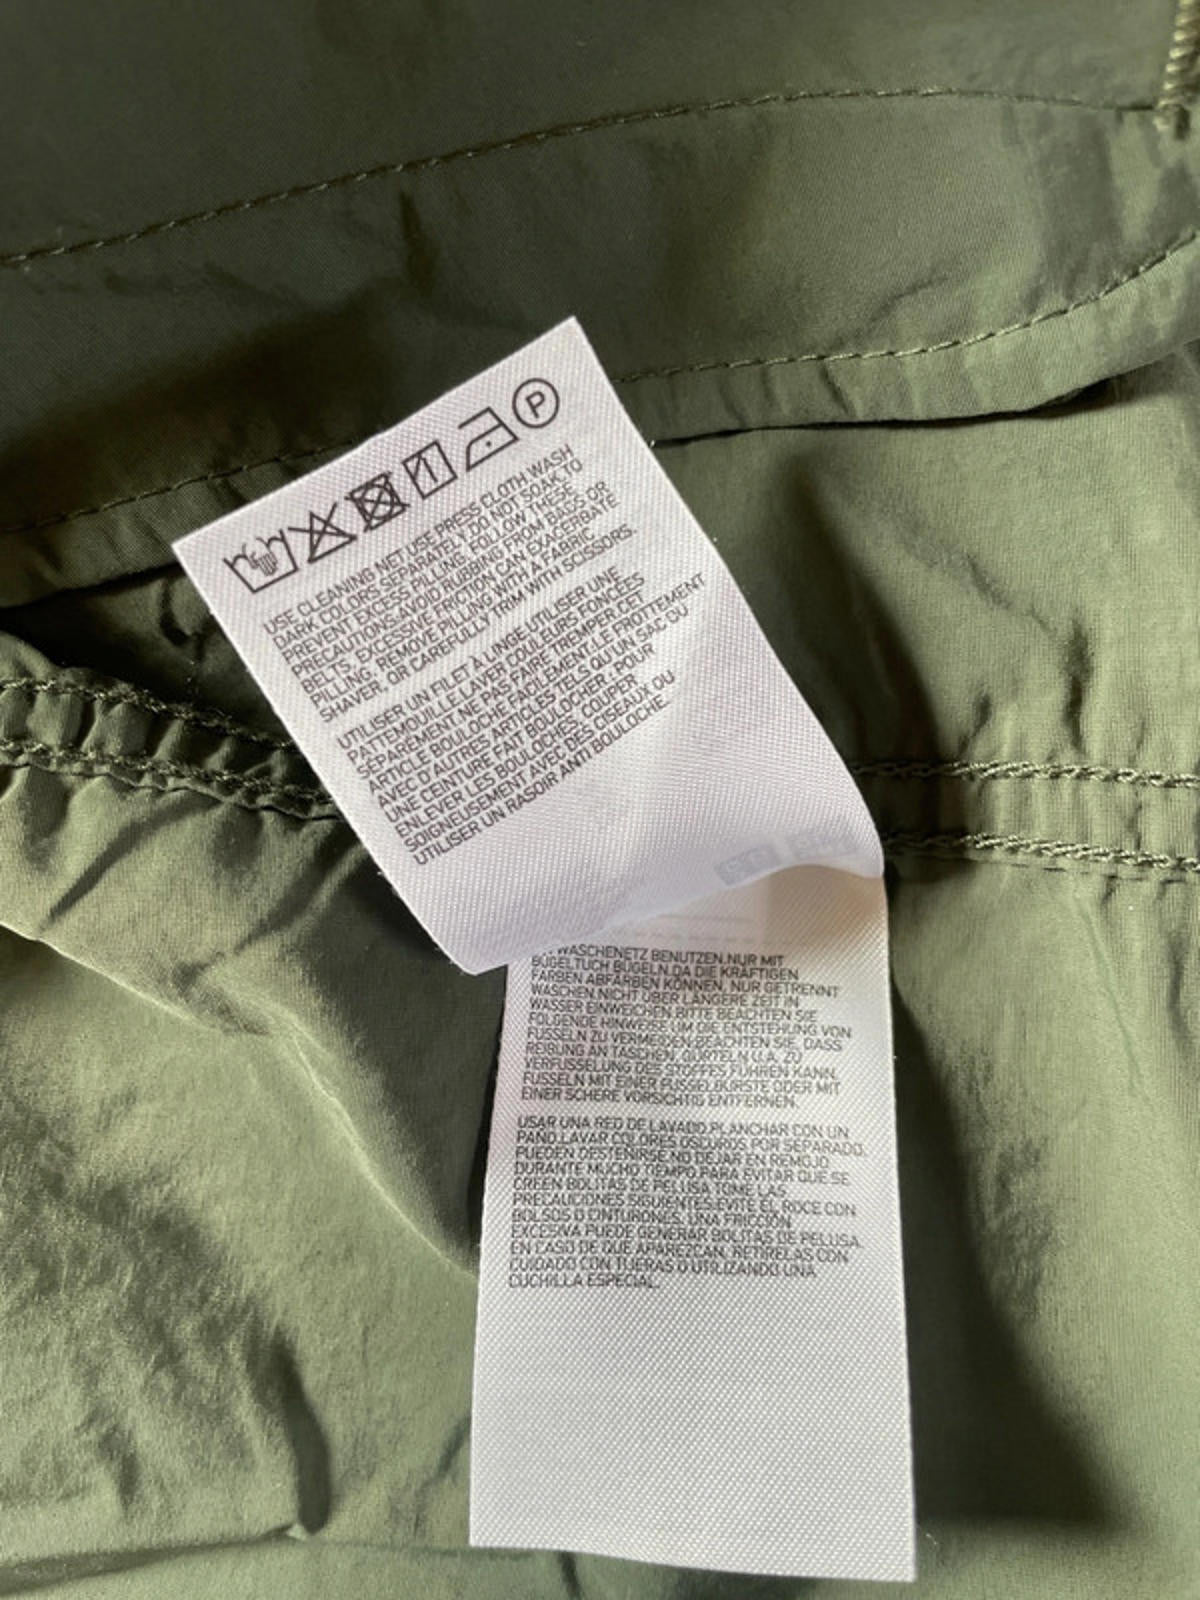 P
USE CLEANING NET.USE PRESS CLOTH.WASH
DARK COLORS SEPARATELY.DO NOT SOAK.TO
PREVENT EXCESS PILLING, FOLLOW THESE
PRECAUTIONS:AVOID RUBBING FROM BAGS OR
BELTS, EXCESSIVE FRICTION CAN EXACERBATE
PILLING. REMOVE PILLING WITH A FABRIC
SHAVER, OR CAREFULLY TRIM WITH SCISSORS.
UTILISER UN FILET À LINGE.UTILISER UNE
PATTEMOUILLE.LAVER COULEURS FONCÉES
SÉPARÉMENT.NE PAS FAIRE TREMPER.CET
ARTICLE BOULOCHE FACILEMENT.LE FROTTEMENT
AVEC D'AUTRES ARTICLES TELS QU'UN SAC OU
UNE CEINTURE FAIT BOULOCHER. POUR
ENLEVER LES BOULOCHES, COUPER
SOIGNEUSEMENT AVEC DES CISEAUX OU
UTILISER UN RASOIR ANTI BOULOCHE.
WASCHENETZ BENUTZEN.NUR MIT
BÜGELTUCH BÜGELN.DA DIE KRÄFTIGEN
FARBEN ABFÄRBEN KÖNNEN, NUR GETRENNT
WASCHEN.NICHT ÜBER LÄNGERE ZEIT IN
WASSER EINWEICHEN.BITTE BEACHTEN SIE
FOLGENDE HINWEISE UM DIE ENTSTEHUNG VON
FUSSELN ZU VERMEIDEN:BEACHTEN SIE, DASS
REIBUNG AN TASCHEN, GÜRTELN U.A. ZU
VERFUSSELUNG DES STOFFES FÜHREN KANN.
FUSSELN MIT EINER FUSSELBÜRSTE ODER MIT
EINER SCHERE VORSICHTIG ENTFERNEN.
USAR UNA RED DE LAVADO.PLANCHAR CON UN
PAÑO.LAVAR COLORES OSCUROS POR SEPARADO.
PUEDEN DESTEÑIRSE.NO DEJAR EN REMOJO
DURANTE MUCHO TIEMPO.PARA EVITAR QUE SE
CREEN BOLITAS DE PELUSA TOME LAS
PRECAUCIONES SIGUIENTES:EVITE EL ROCE CON
BOLSOS O CINTURONES. UNA FRICCIÓN
EXCESIVA PUEDE GENERAR BOLITAS DE PELUSA.
EN CASO DE QUE APAREZCAN, RETIRELAS CON
CUIDADO CON TIJERAS O UTILIZANDO UNA
CUCHILLA ESPECIAL.